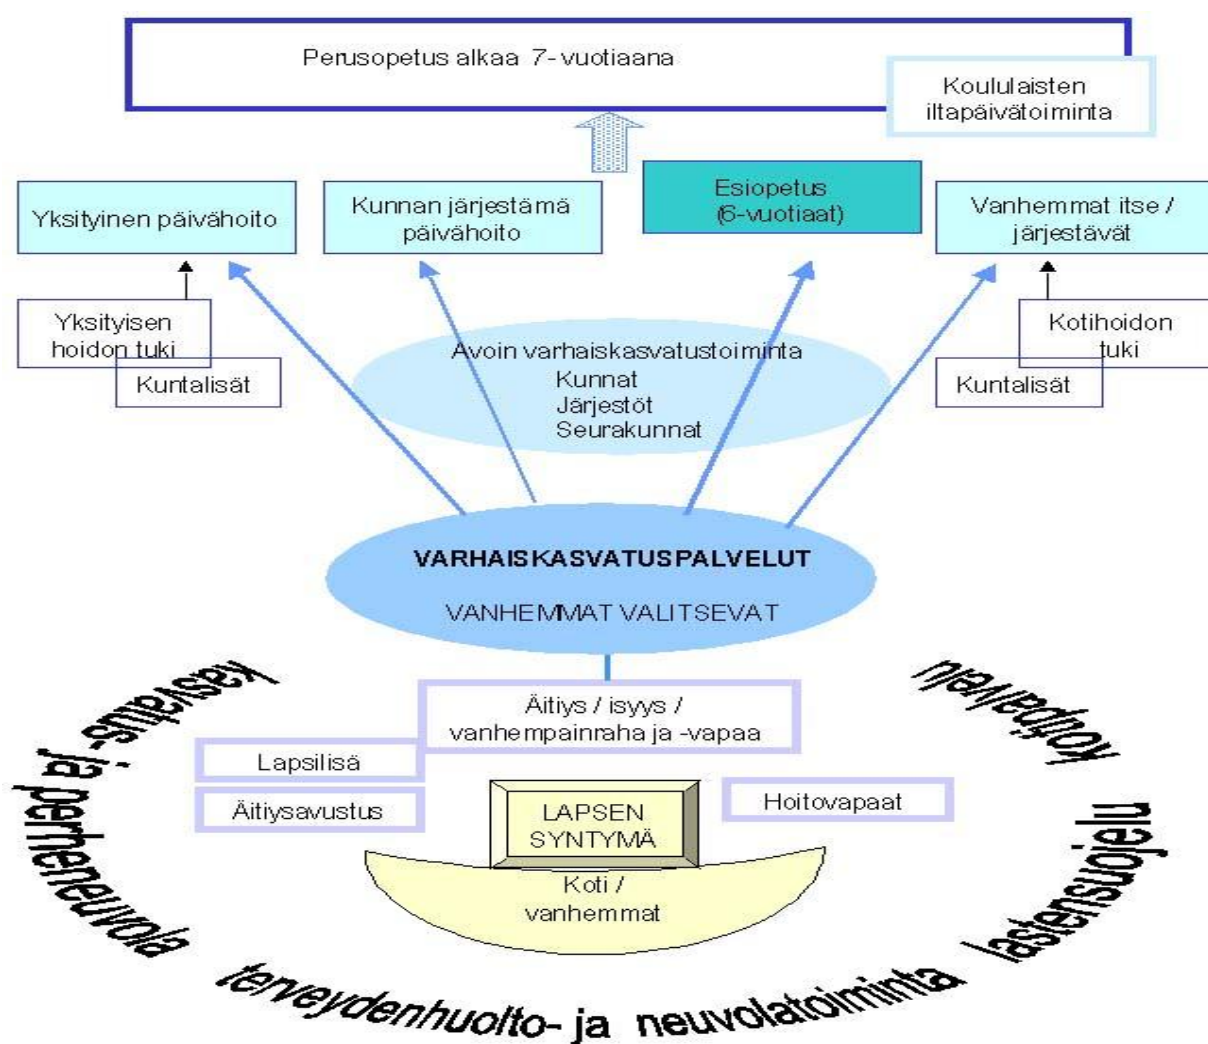 Perusopetus alkaa 7-vuotiaana
Koululaisten
iltapäivätoiminta
Yksityinen päivähoito
Kunnan järjestämä
päivähoito
Esiopetus
(6-vuotiaat)
Vanhemmat itse /
järjestävät
Yksityisen
hoidon tuki
Kuntalisät
Kotihoidon
tuki
Kuntalisät
Avoin varhaiskasvatustoiminta
Kunnat
Järjestöt
Seurakunnat
VARHAISKASVATUSPALVELUT
VANHEMMAT VALITSEVAT
Äitiys / isyys /
vanhempainraha ja -vapaa
Lapsilisä
Äitiysavustus
Hoitovapaat
LAPSEN
SYNTYMÄ
Koti /
vanhemmat
kasvatus- ja perheneuvola
terveydenhuolto- ja neuvolatoiminta
lastensuojelu
kotipalvelu